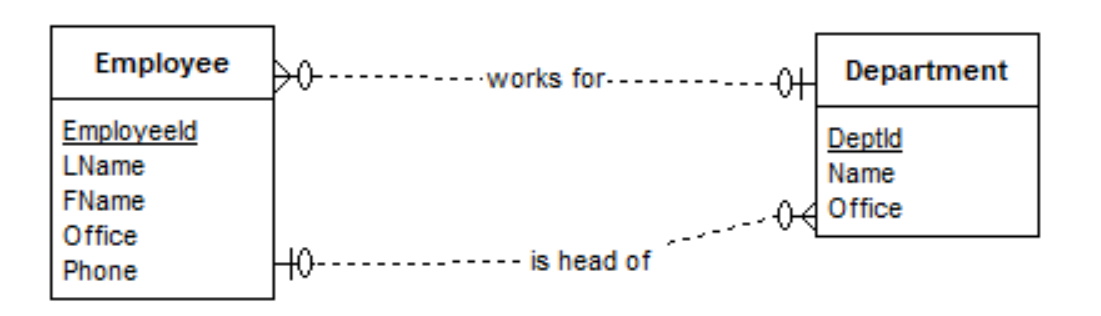 Employee
EmployeeId
LName
FName
Office
Phone
works for
is head of
Department
DeptId
Name
Office